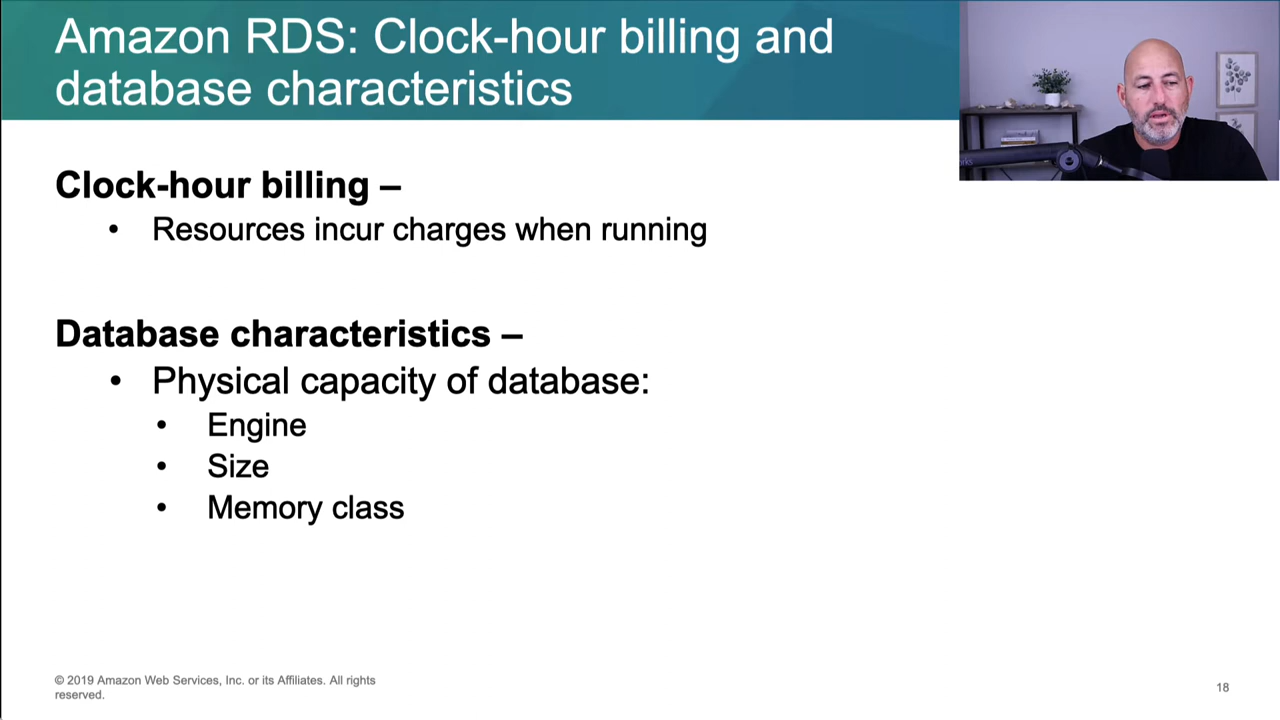 Amazon RDS: Clock-hour billing and
database characteristics
Clock-hour billing –
• Resources incur charges when running
Database characteristics –
• Physical capacity of database:
• Engine
• Size
• Memory class
© 2019 Amazon Web Services, Inc. or its Affiliates. All rights
reserved.
18